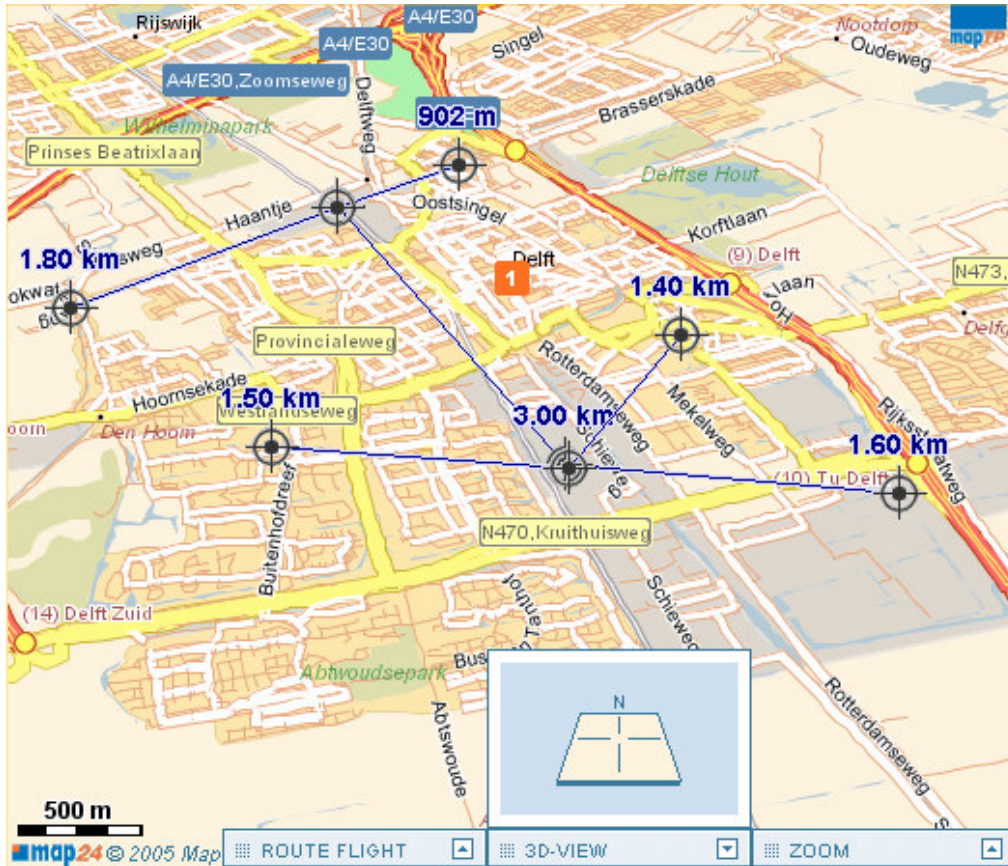 Rijswijk
A4/E30
A4/E30
Singel
Nootdorp
Oudeweg
A4/E30,Zoomseweg
Delftweg
Brasserskade
902 m
Wilhelminapark
Prinses Beatrixlaan
Delftse Hout
Haantje
Oostsingel
Korftlaan
1.80 km
Delft
(9) Delft
1
1.40 km
laan
N473,
Provincialeweg
Rotterdamseweg
Hoornsekade
Mekelweg
1.50 km
Westlandseweg
3.00 km
Den Hoorn
Rijksstraatweg
1.60 km
(10) Tu Delft
Buitenhofdreef
N470,Kruithuisweg
Schieweg
(14) Delft Zuid
Tanthof
Abtwoudsepark
Rotterdamseweg
Abtswoude
N
500 m
map24 © 2005 Map
ROUTE FLIGHT
3D-VIEW
ZOOM